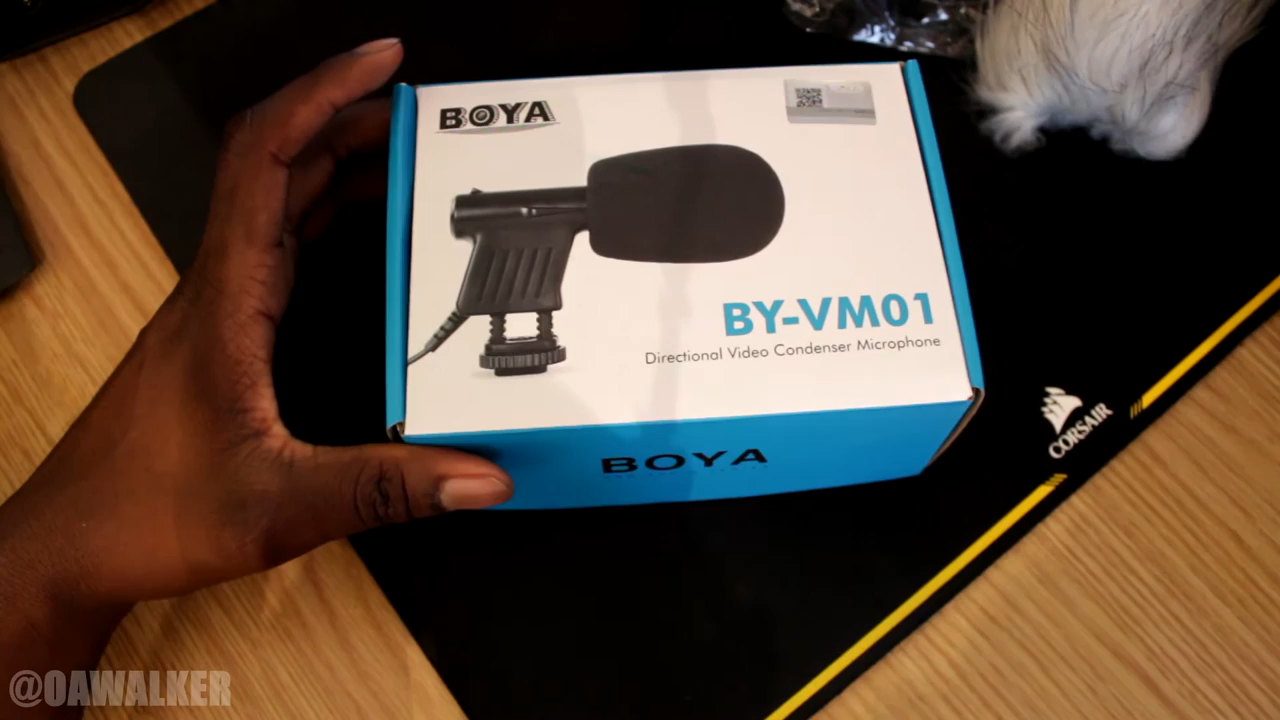 BOYA
BY-VM01
Directional Video Condenser Microphone
BOYA
CORSAIR
@OAWALKER